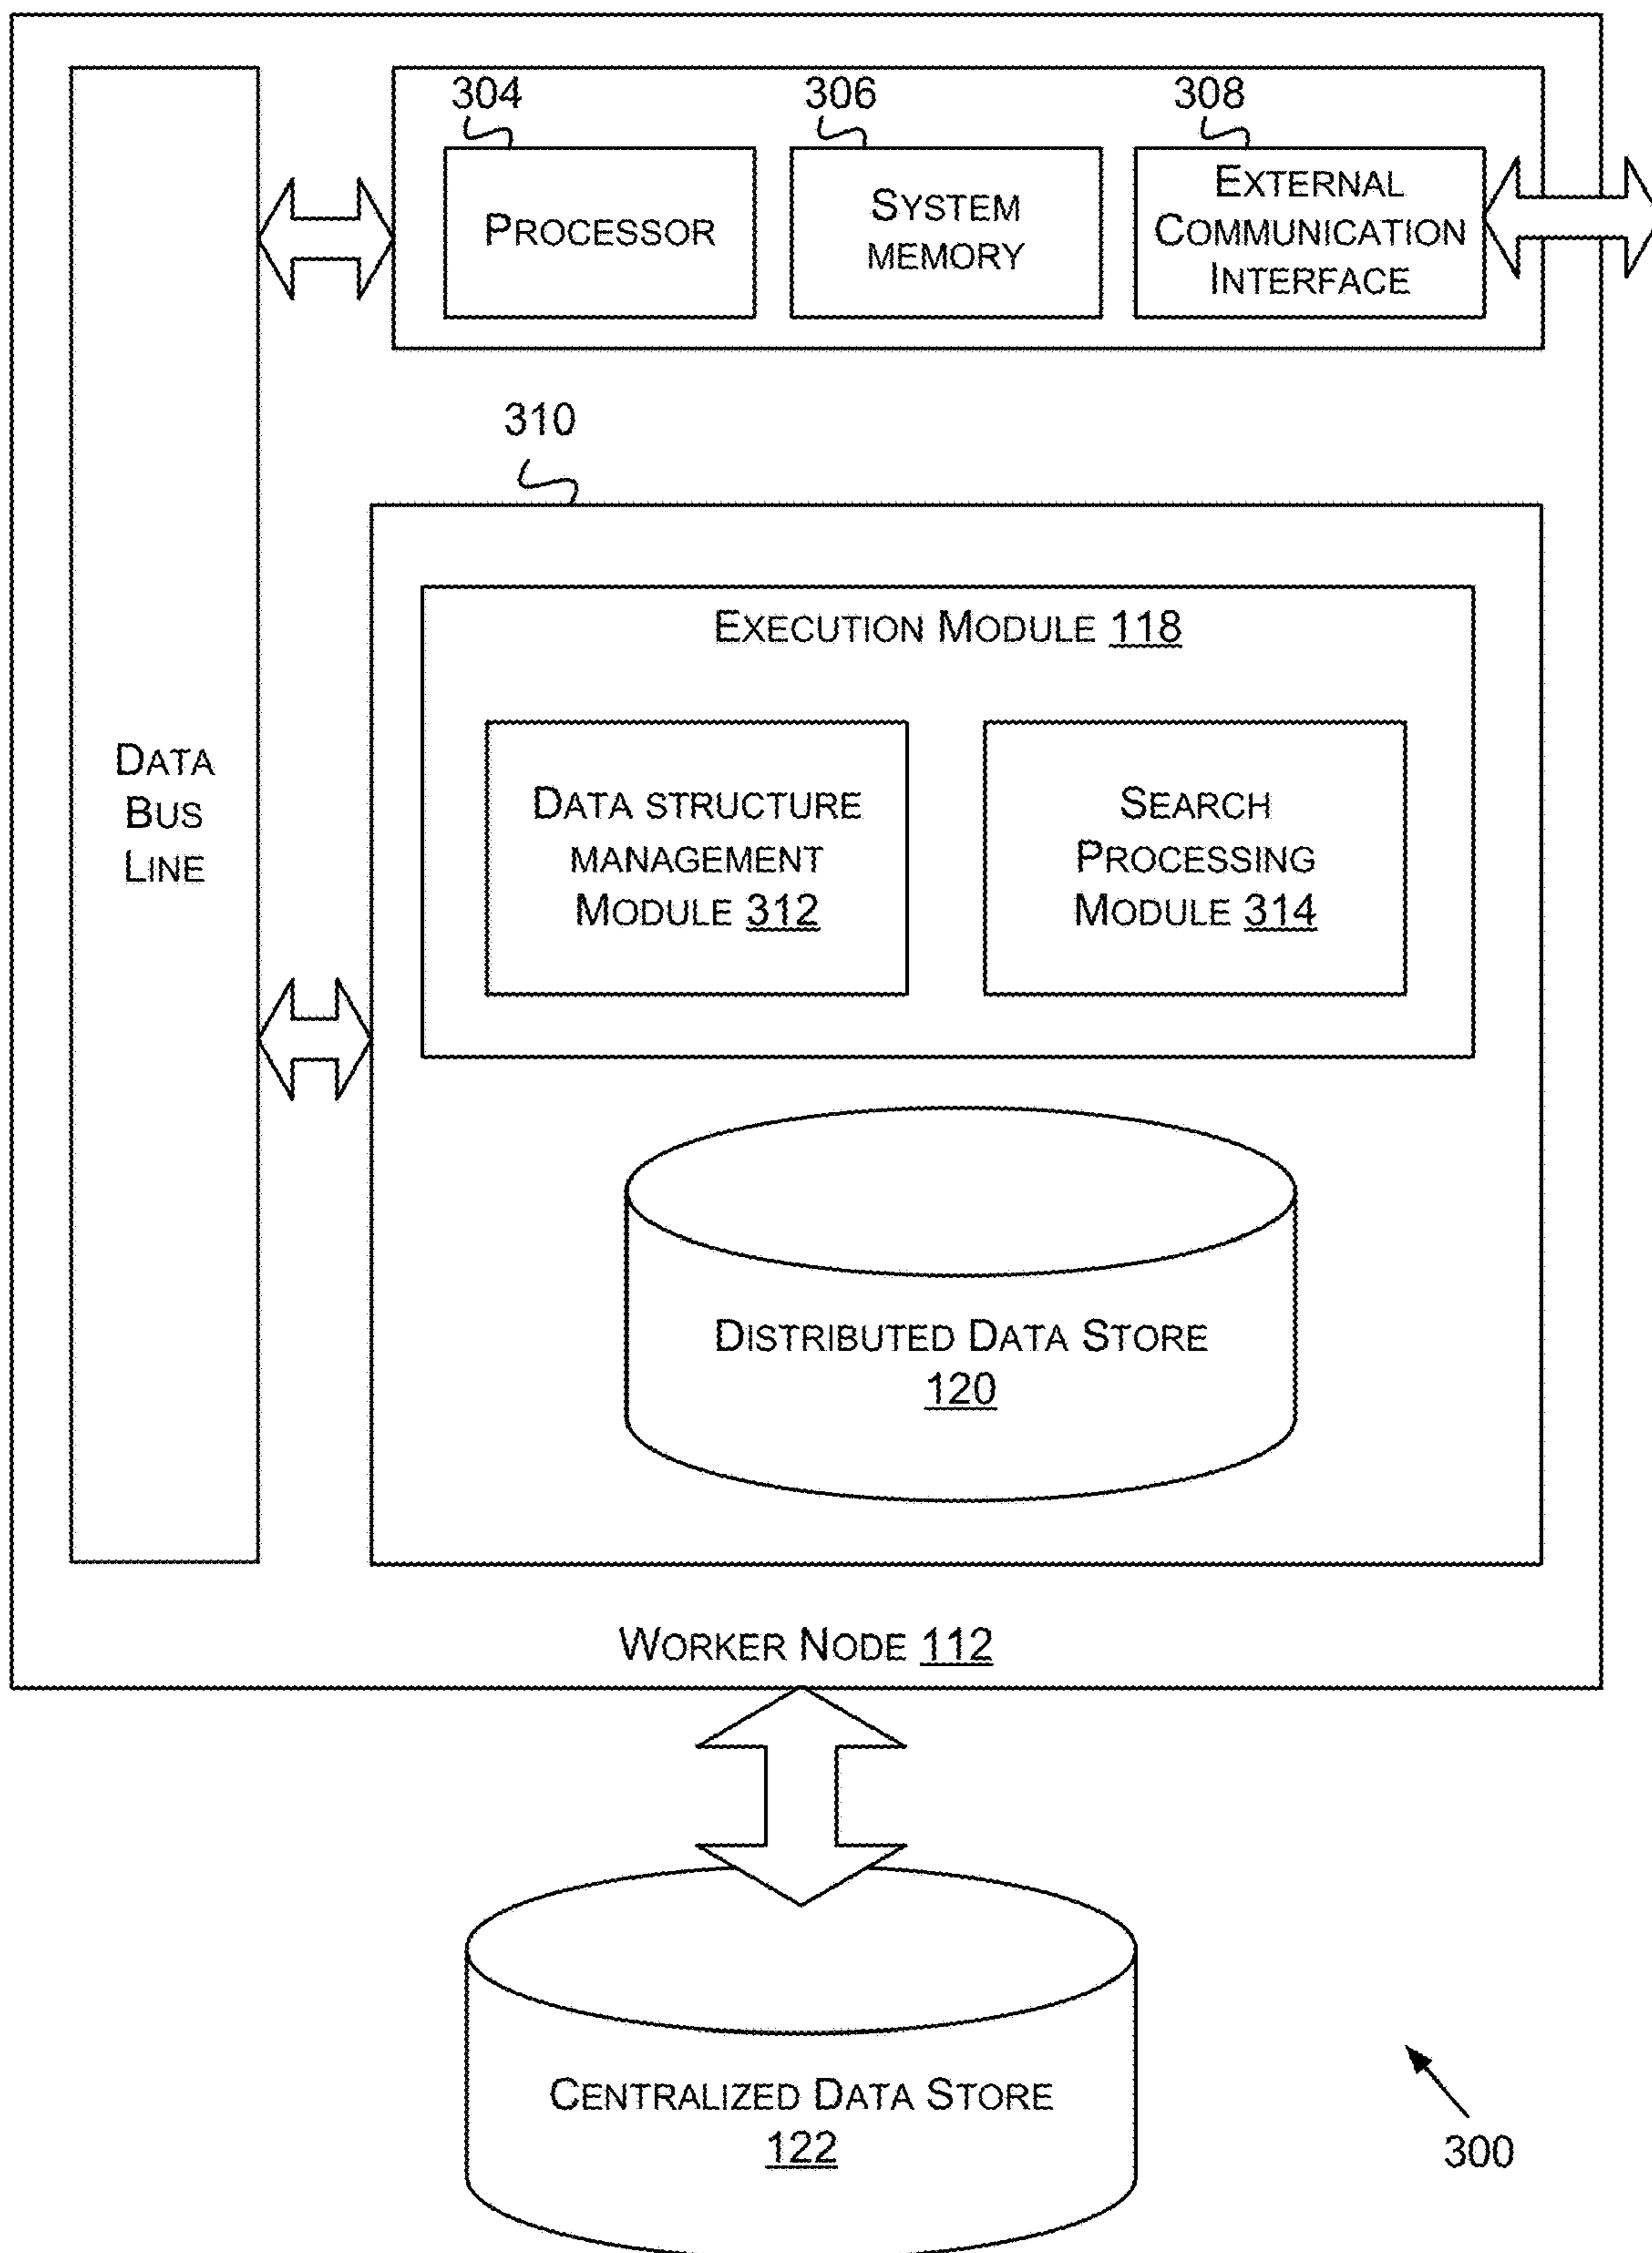 304
306
308
PROCESSOR
SYSTEM
MEMORY
EXTERNAL
COMMUNICATION
INTERFACE
310
EXECUTION MODULE 118
DATA
BUS
LINE
DATA STRUCTURE
MANAGEMENT
MODULE 312
SEARCH
PROCESSING
MODULE 314
DISTRIBUTED DATA STORE
120
WORKER NODE 112
CENTRALIZED DATA STORE
122
300